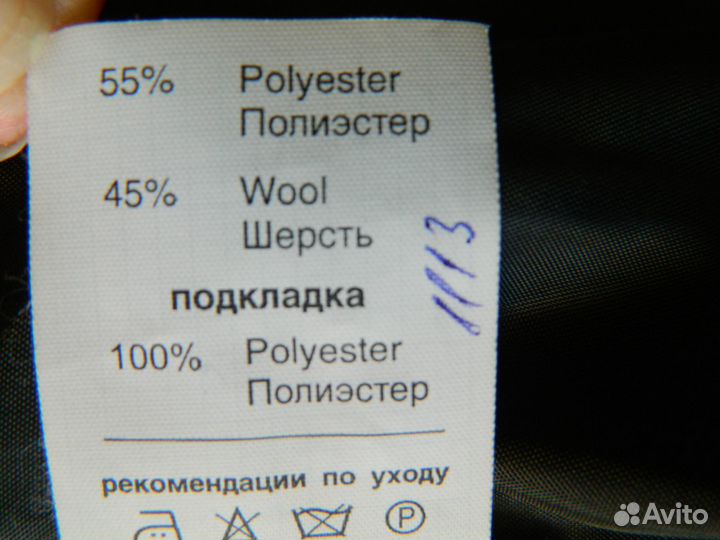 55% Polyester
Полиэстер
45% Wool
Шерсть
1113
подкладка
100% Polyester
Полиэстер
рекомендации по уходу
P
Avito